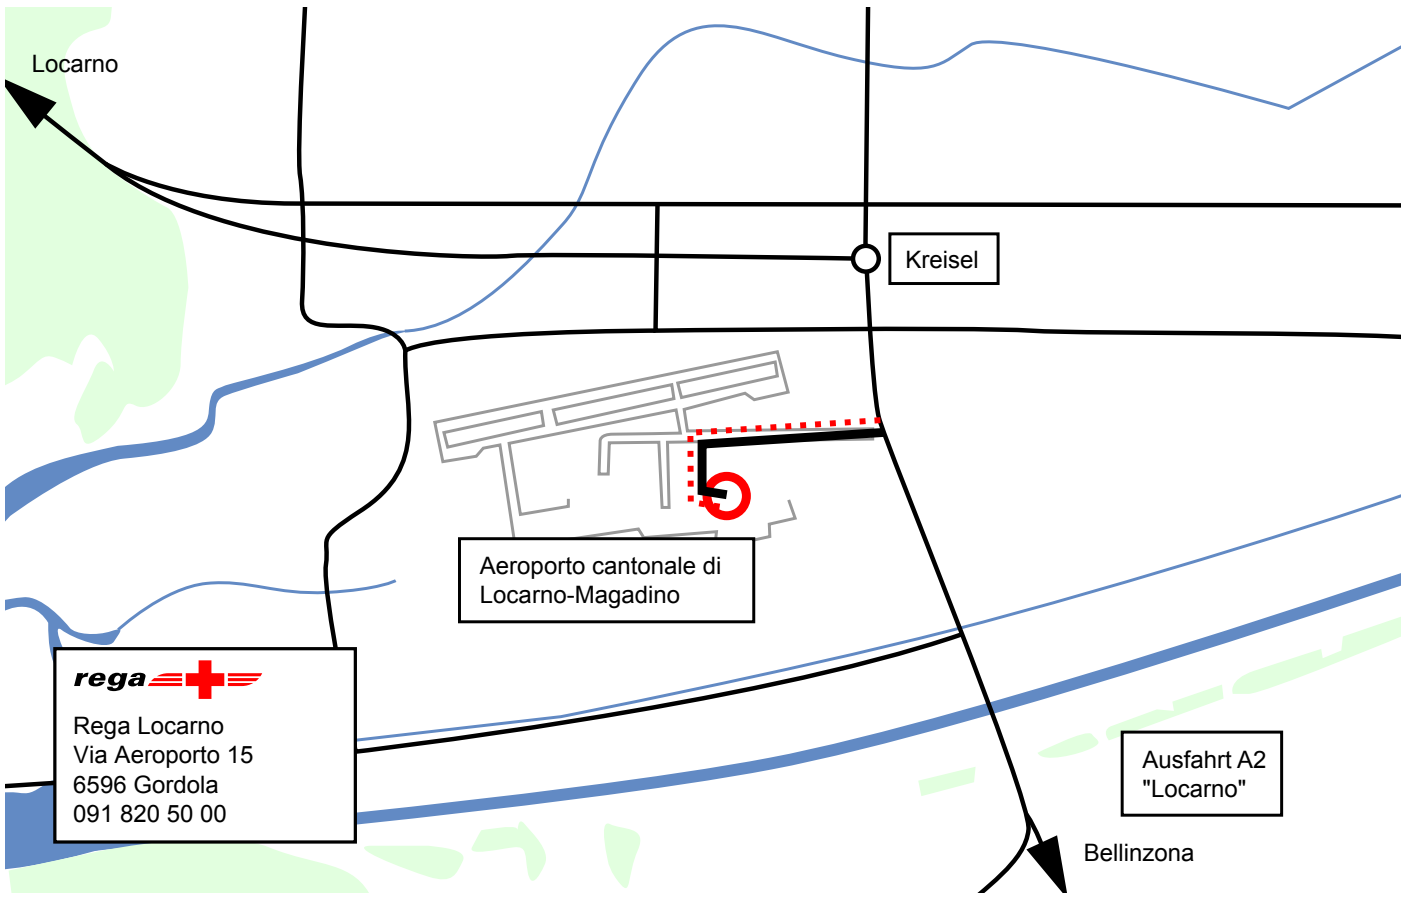 Locarno
Kreisel
Aeroporto cantonale di
Locarno-Magadino
rega
Rega Locarno
Via Aeroporto 15
6596 Gordola
091 820 50 00
Ausfahrt A2
"Locarno"
Bellinzona